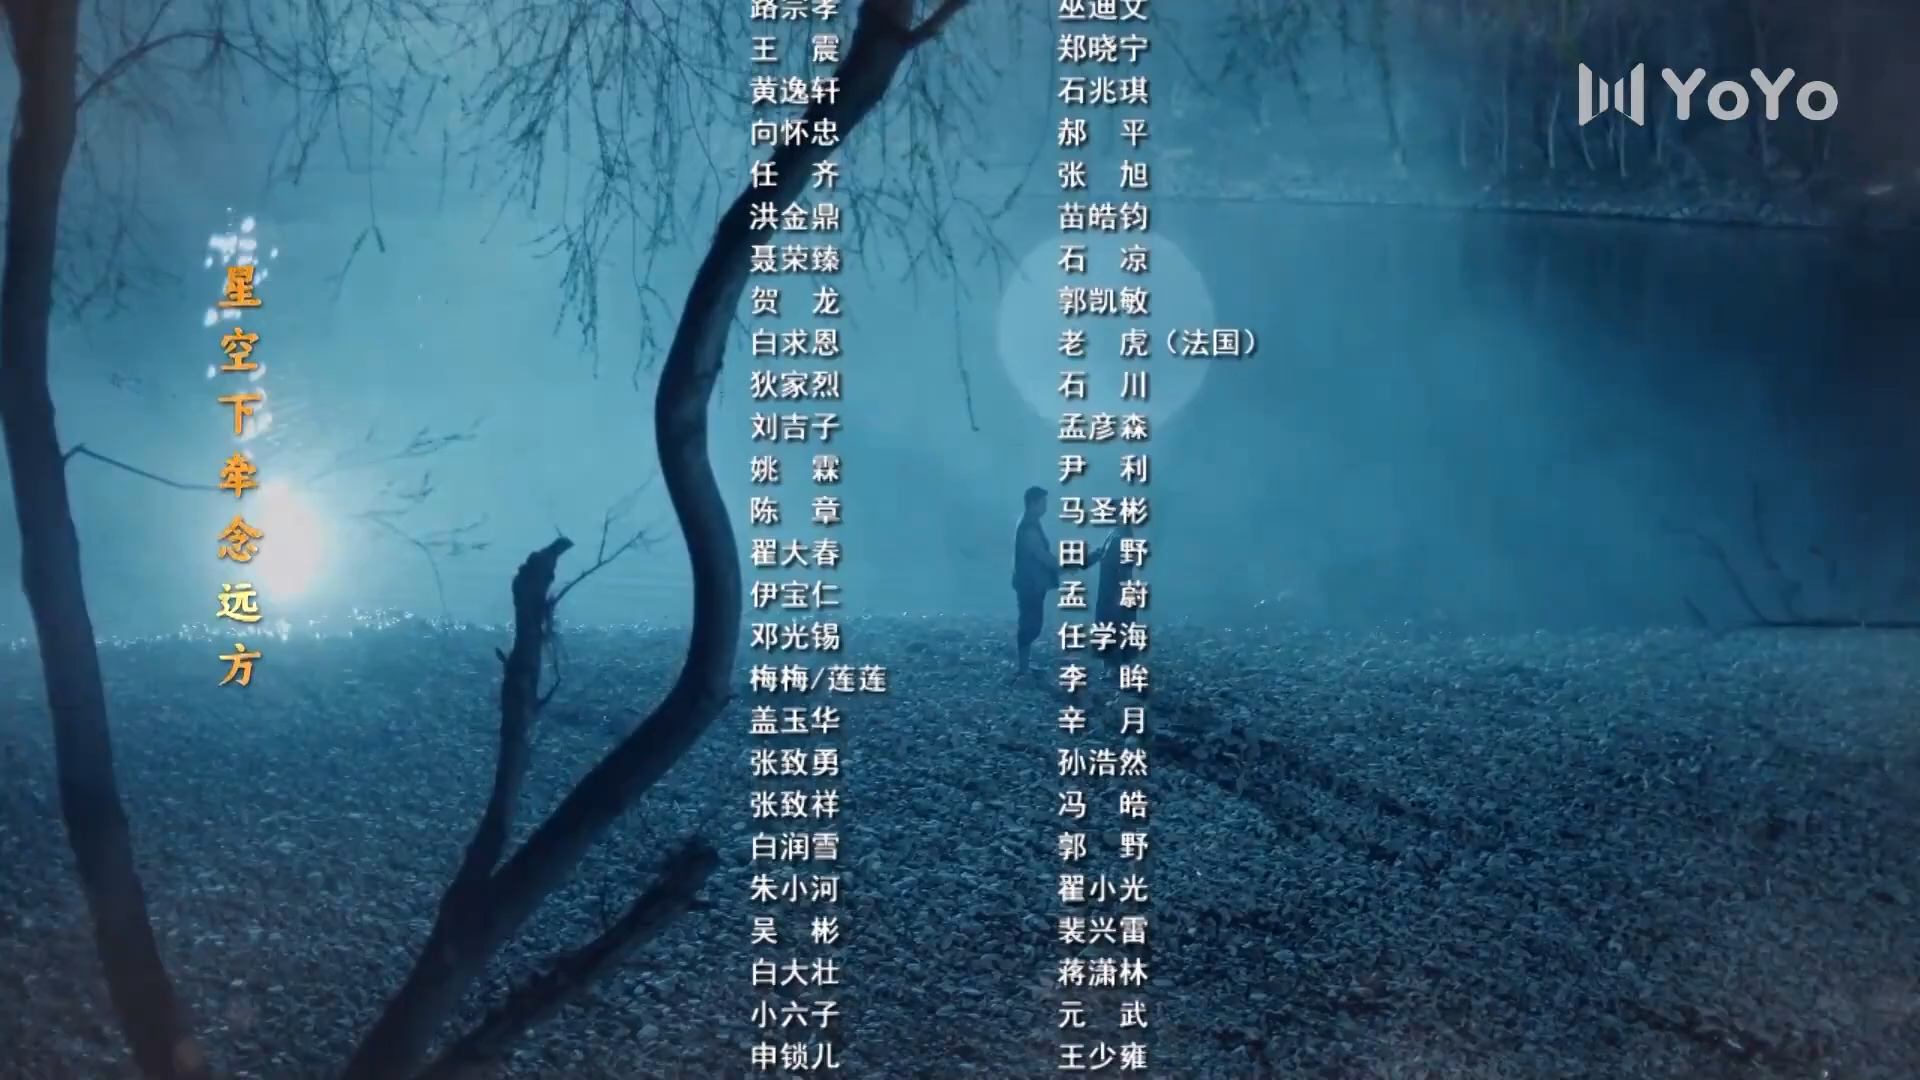 路宗孝 巫迪文
王震 郑晓宁
黄逸轩 石兆琪
向怀忠 郝平
任齐 张旭
洪金鼎 苗皓钧
聂荣臻 石凉
贺龙 郭凯敏
白求恩 老虎（法国）
狄家烈 石川
刘吉子 孟彦森
姚霖 尹利
陈章 马圣彬
翟大春 田野
伊宝仁 孟蔚
邓光锡 任学海
梅梅/莲莲 李眸
盖玉华 辛月
张致勇 孙浩然
张致祥 冯皓
白润雪 郭野
朱小河 翟小光
吴彬 裴兴雷
白大壮 蒋潇林
小六子 元武
申锁儿 王少雍
星空下牵念远方
YoYo